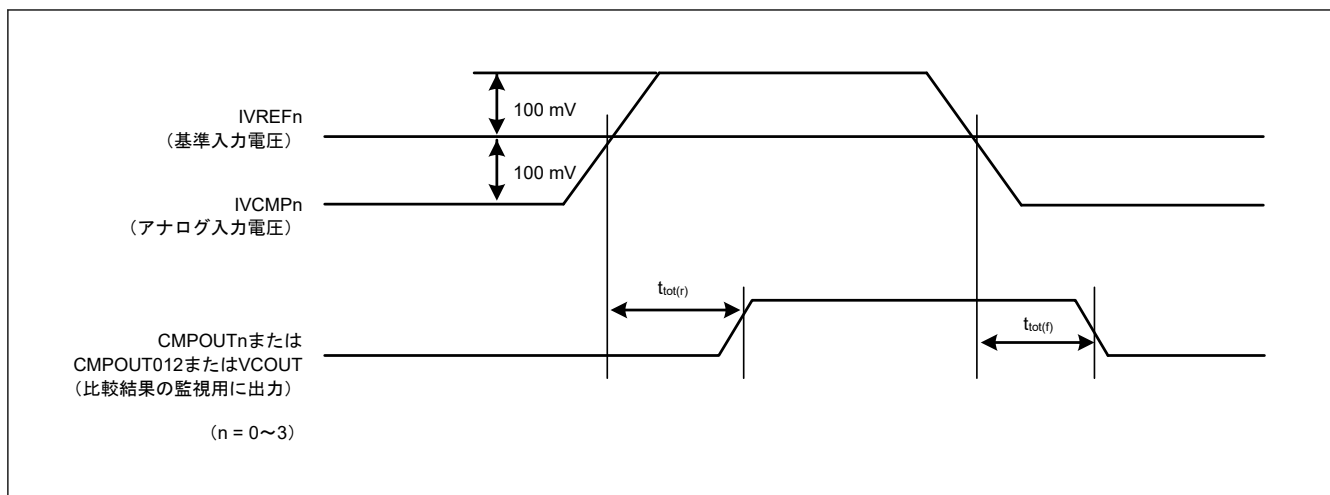 IVREFn
（基準入力電圧）
100 mV
100 mV
IVCMPn
（アナログ入力電圧）
ttot(r)
ttot(f)
CMPOUTnまたは
CMPOUT012またはVCOUT
（比較結果の監視用に出力）
（n = 0～3）